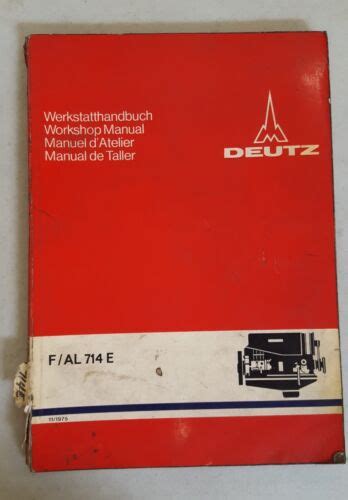 Werkstatthandbuch
Workshop Manual
Manuel d'Atelier
Manual de Taller
DEUTZ
F/AL 714 E
11/1975